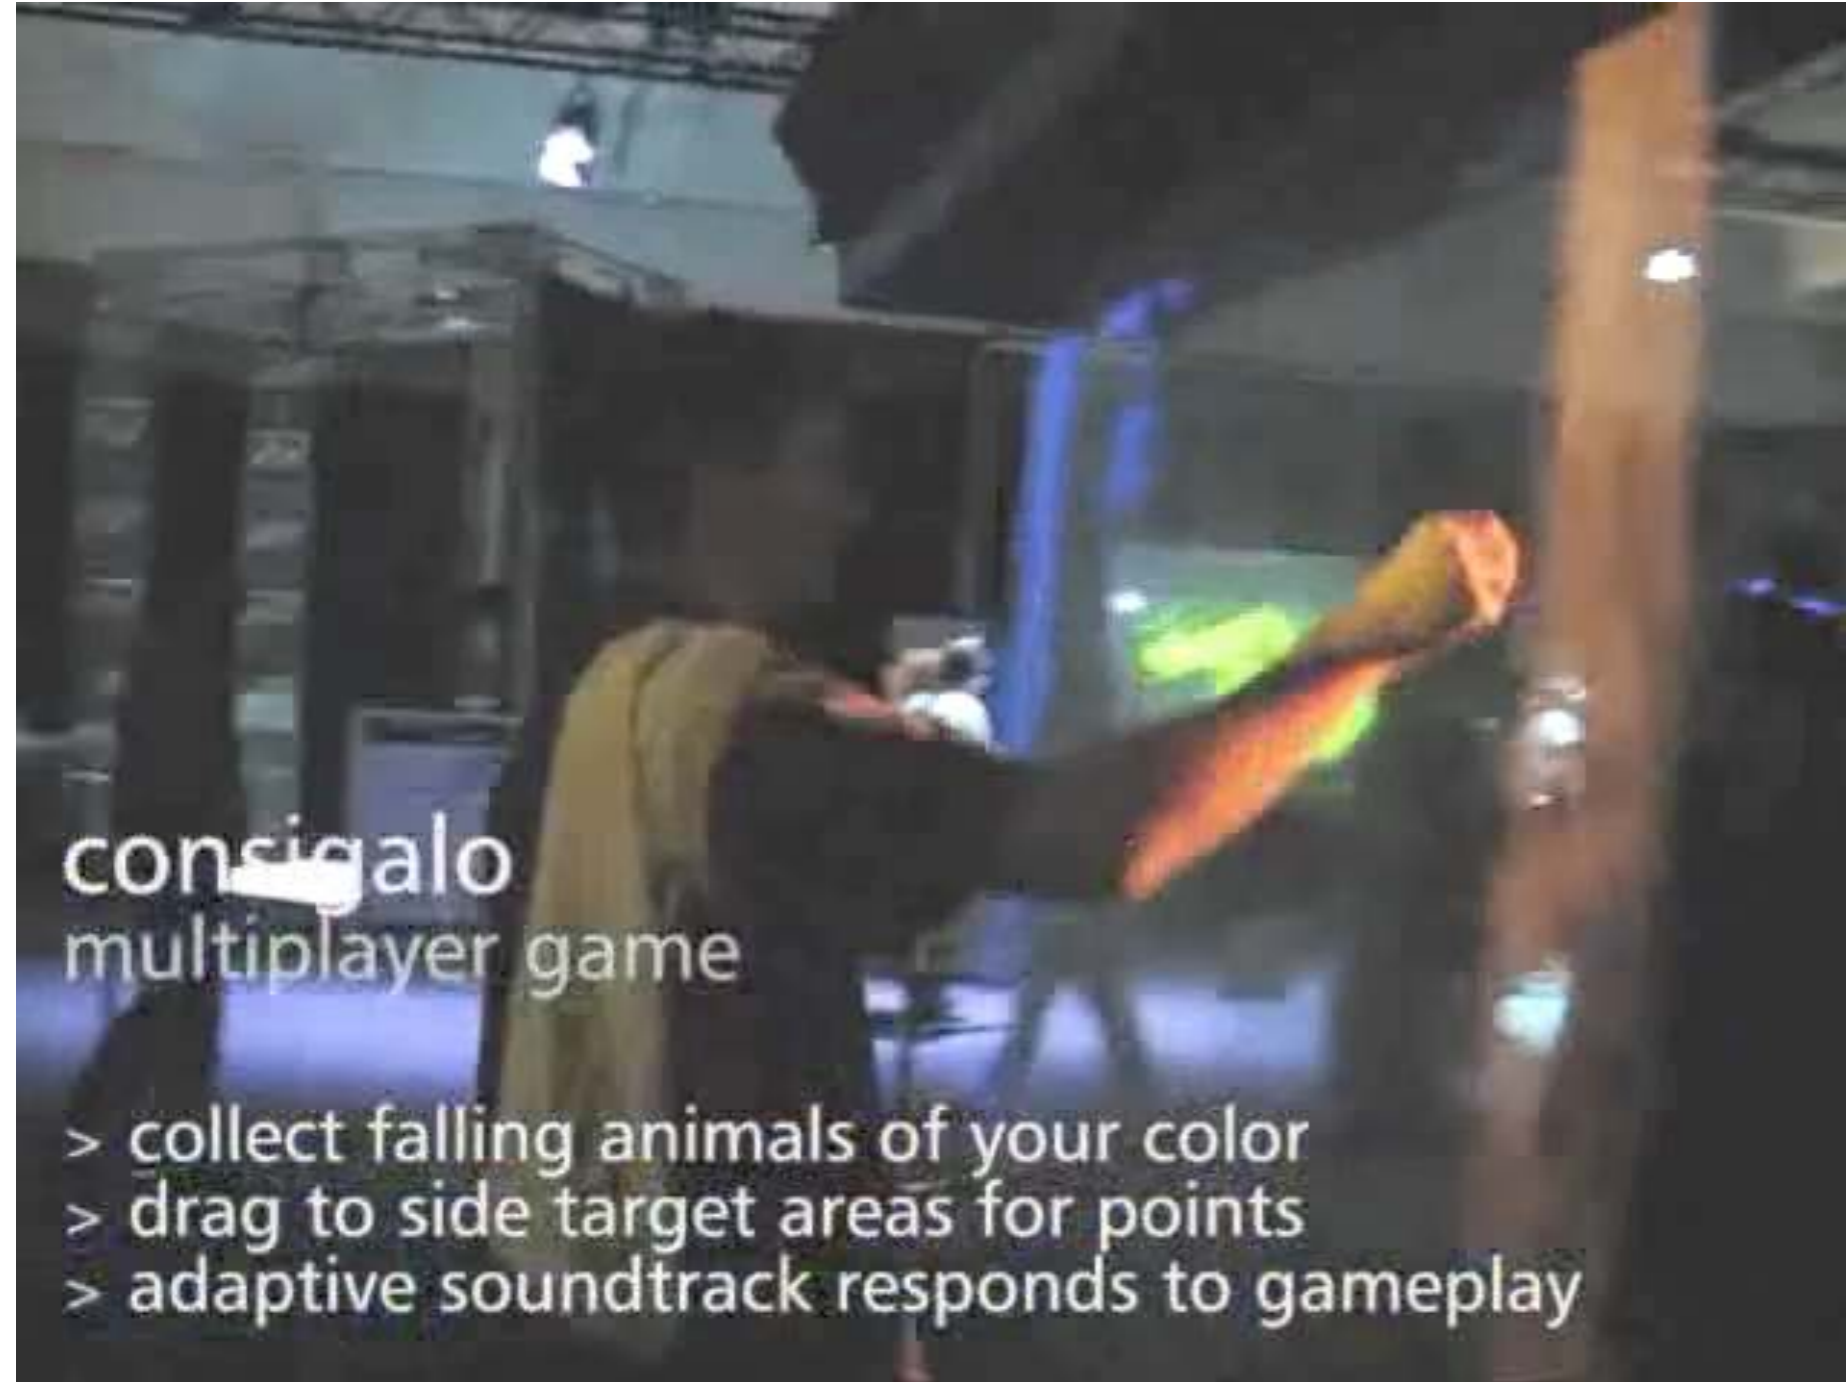 consigalo
multiplayer game
> collect falling animals of your color
> drag to side target areas for points
> adaptive soundtrack responds to gameplay